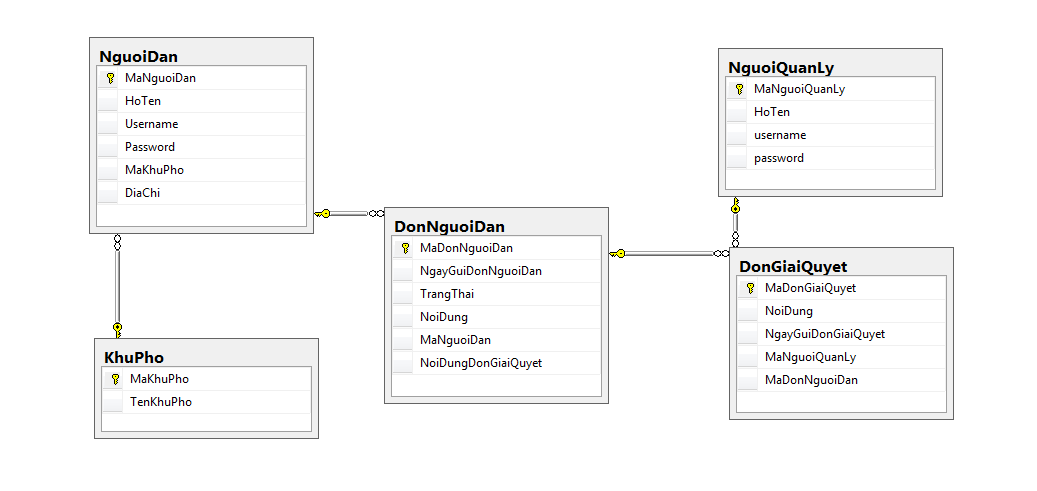 NguoiDan
MaNguoiDan
HoTen
Username
Password
MaKhuPho
DiaChi
NguoiQuanLy
MaNguoiQuanLy
HoTen
username
password
DonNguoiDan
MaDonNguoiDan
NgayGuiDonNguoiDan
TrangThai
NoiDung
MaNguoiDan
NoiDungDonGiaiQuyet
DonGiaiQuyet
MaDonGiaiQuyet
NoiDung
NgayGuiDonGiaiQuyet
MaNguoiQuanLy
MaDonNguoiDan
KhuPho
MaKhuPho
TenKhuPho